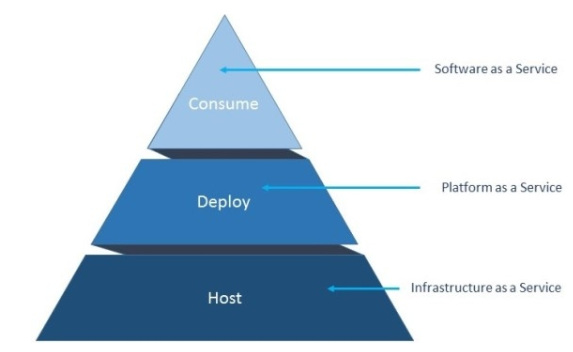 Software as a Service
Consume
Platform as a Service
Deploy
Infrastructure as a Service
Host